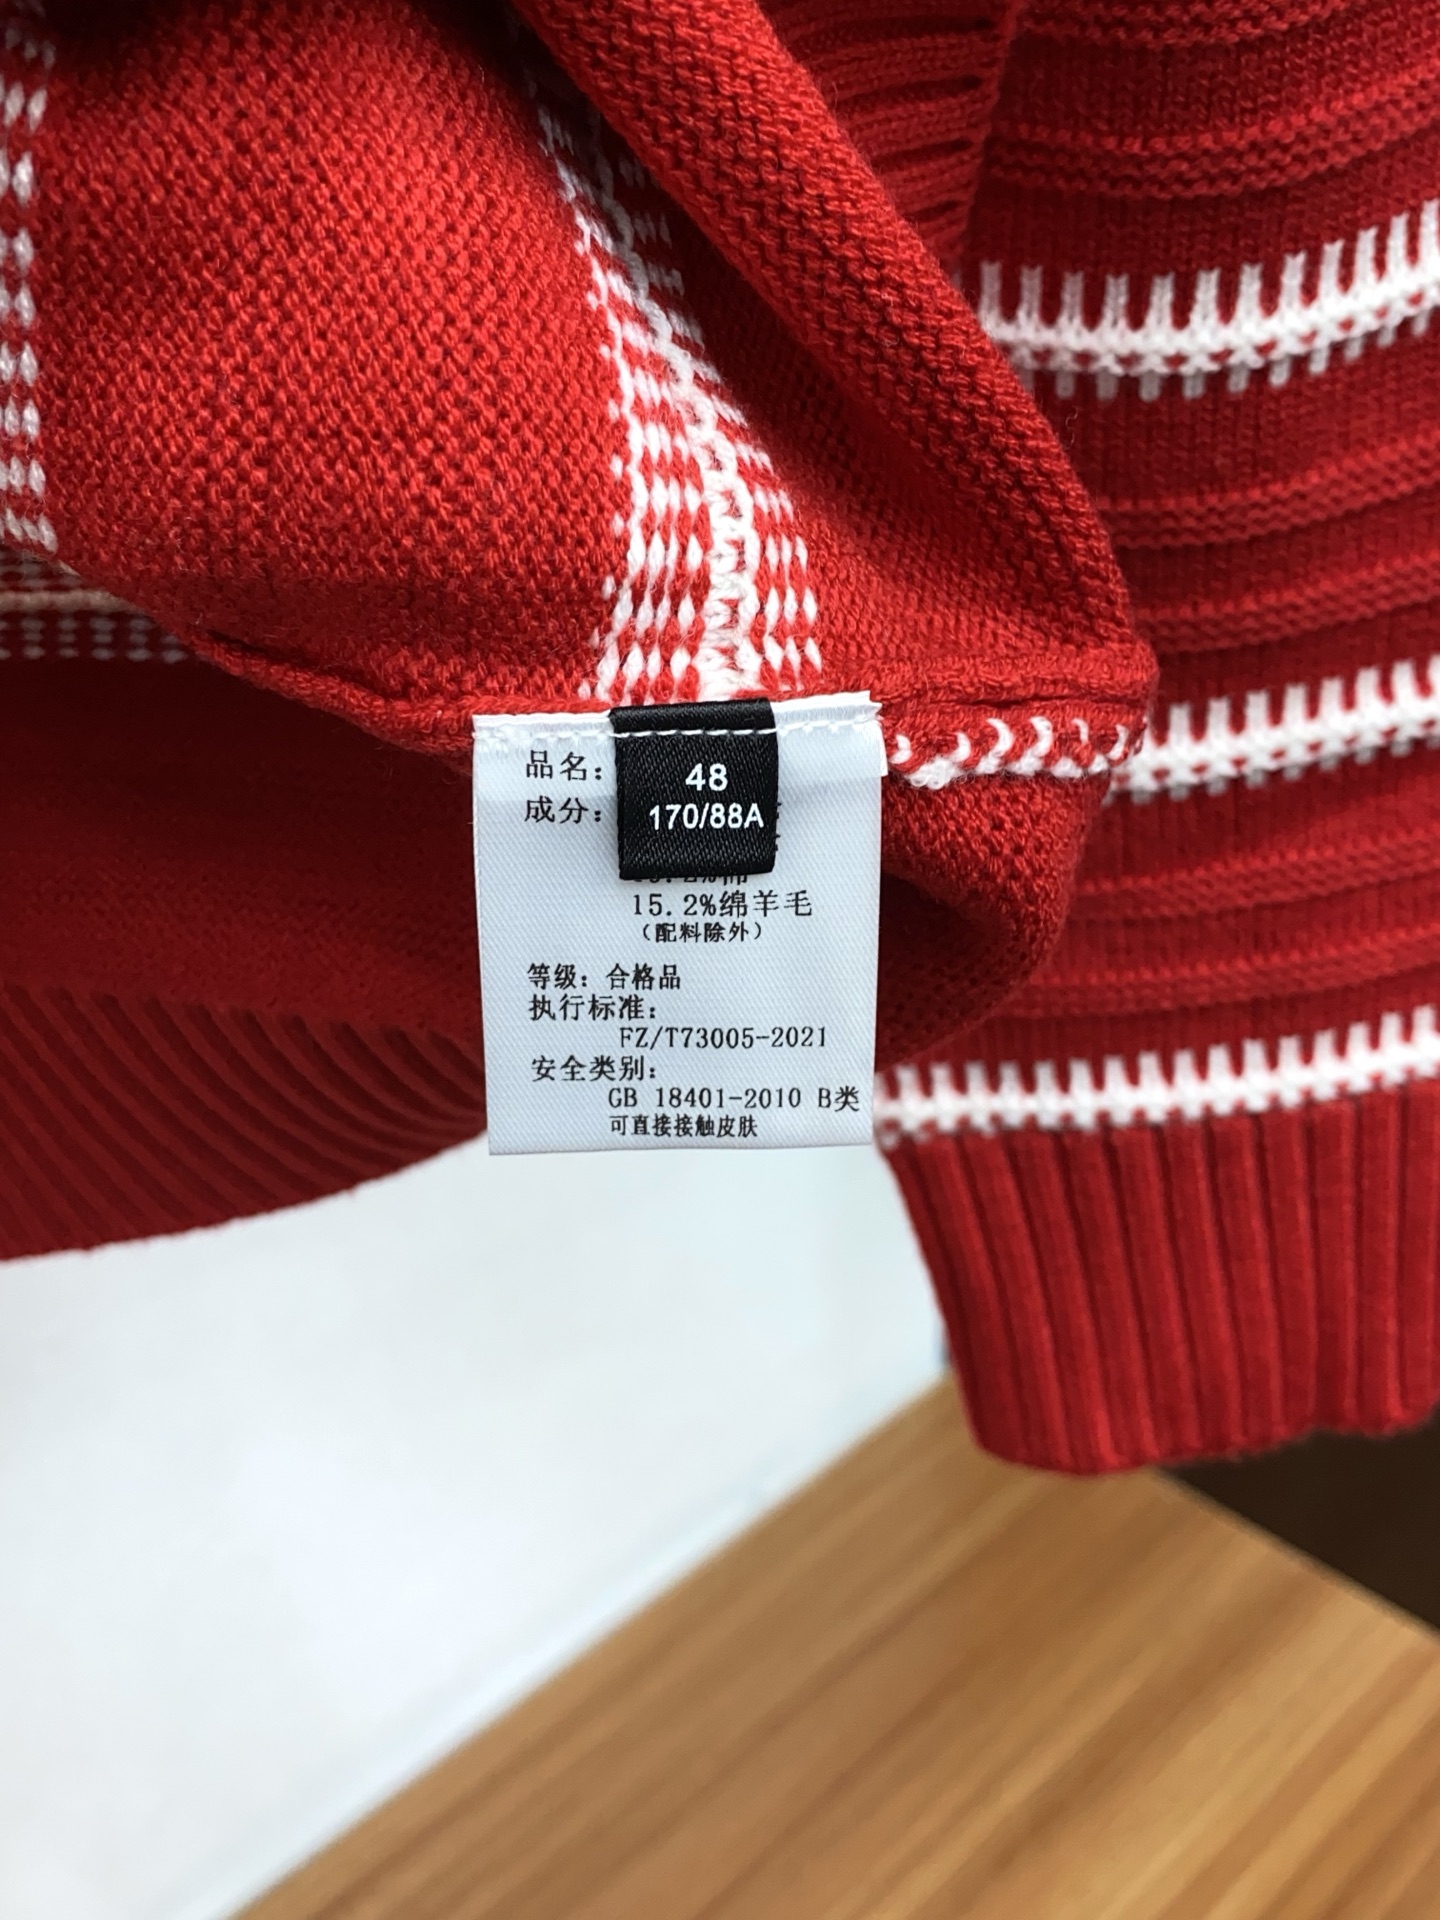 品名:
48
成分:
170/88A
15.2%绵羊毛
(配料除外)
等级: 合格品
执行标准:
FZ/T73005-2021
安全类别:
GB 18401-2010 B类
可直接接触皮肤